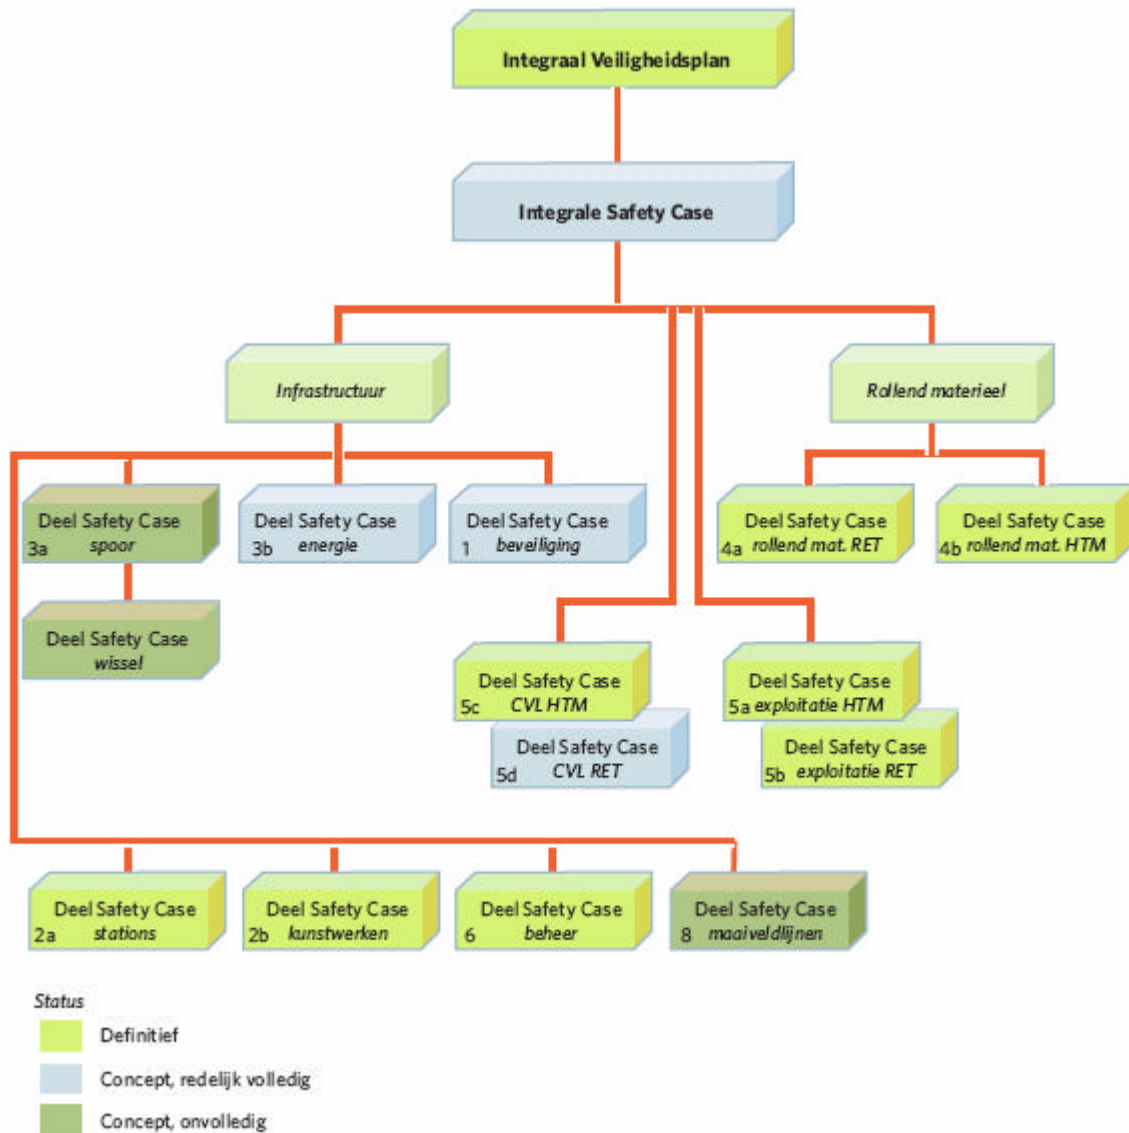 Integraal Veiligheidsplan
Integrale Safety Case
Infrastructuur
Rollend materieel
Deel Safety Case
3a spoor
Deel Safety Case
3b energie
Deel Safety Case
1 beveiliging
Deel Safety Case
4a rollend mat. RET
Deel Safety Case
4b rollend mat. HTM
Deel Safety Case
wissel
Deel Safety Case
5c CVL HTM
Deel Safety Case
5a exploitatie HTM
Deel Safety Case
5d CVL RET
Deel Safety Case
5b exploitatie RET
Deel Safety Case
2a stations
Deel Safety Case
2b kunstwerken
Deel Safety Case
6 beheer
Deel Safety Case
8 maaiveldlijnen
Status
Definitief
Concept, redelijk volledig
Concept, onvolledig